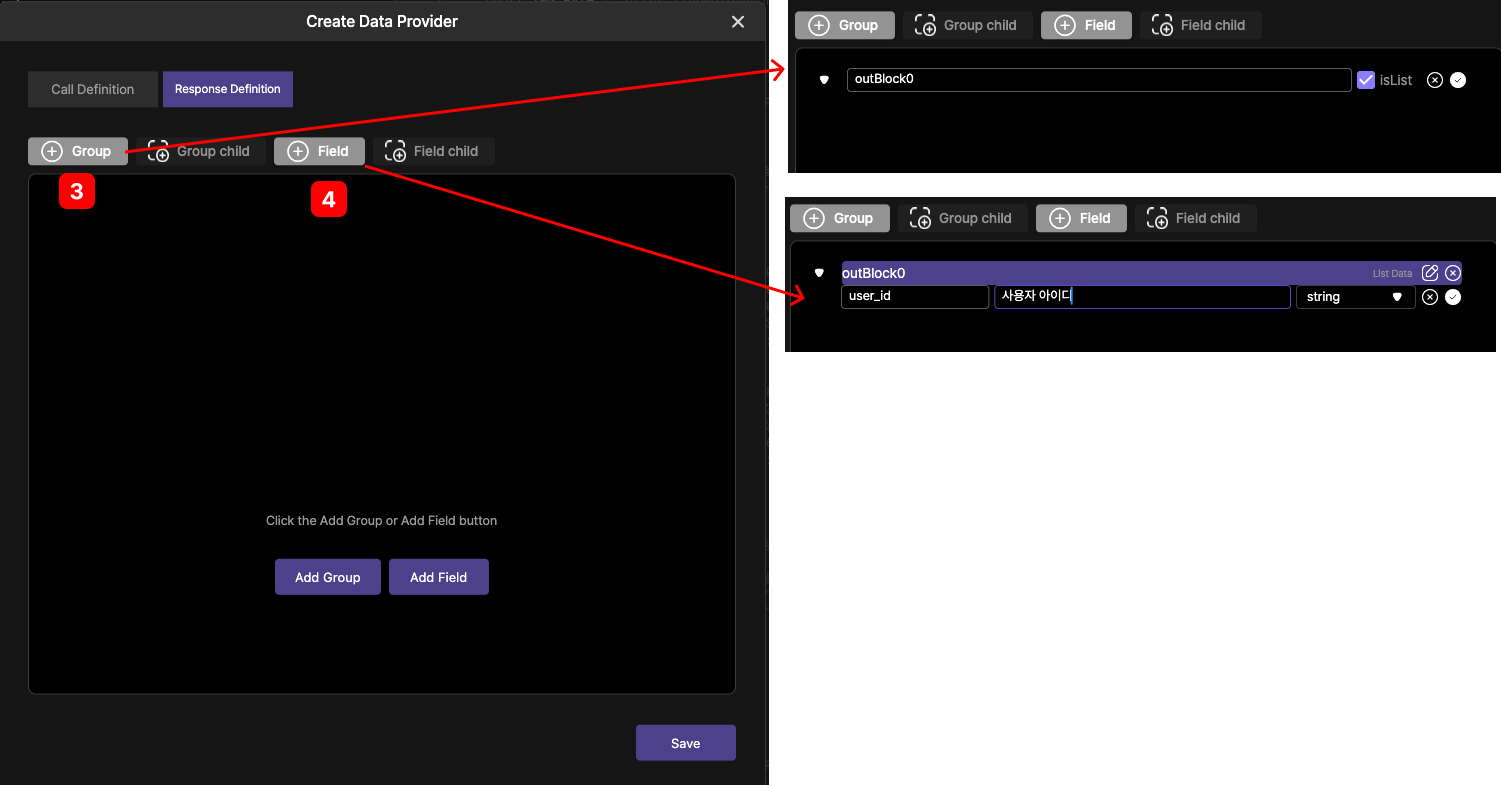 Create Data Provider
Call Definition
Response Definition
Group
Group child
Field
Field child
3
4
Click the Add Group or Add Field button
Add Group
Add Field
Save
Group
Group child
Field
Field child
outBlock0
isList
Group
Group child
Field
Field child
outBlock0
List Data
user_id
사용자 아이디
string